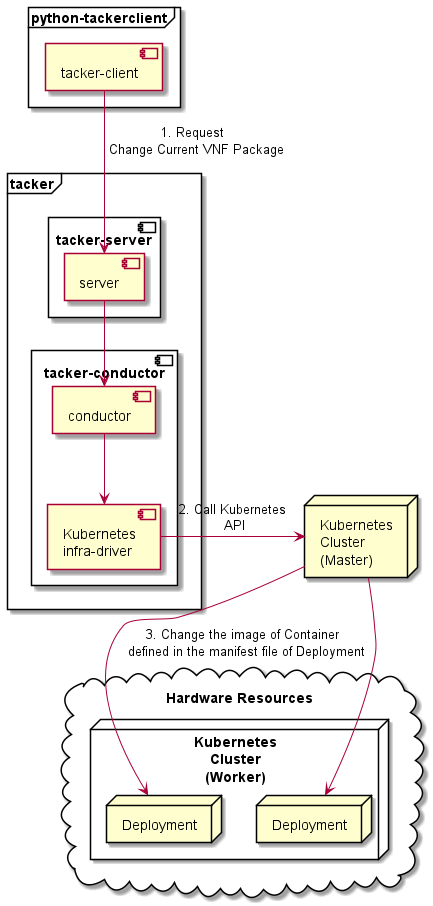 python-tackerclient
tacker-client
1. Request
Change Current VNF Package
tacker
tacker-server
server
tacker-conductor
conductor
Kubernetes
infra-driver
2. Call Kubernetes
API
Kubernetes
Cluster
(Master)
3. Change the image of Container
defined in the manifest file of Deployment
Hardware Resources
Kubernetes
Cluster
(Worker)
Deployment
Deployment